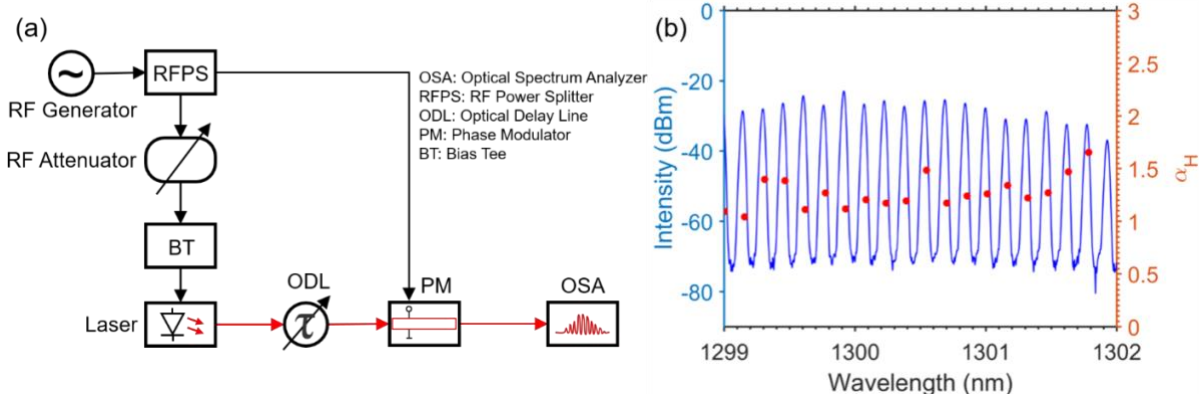 (a)
~
RFPS
RF Generator
RF Attenuator
BT
Laser
ODL
τ
PM
OSA
OSA: Optical Spectrum Analyzer
RFPS: RF Power Splitter
ODL: Optical Delay Line
PM: Phase Modulator
BT: Bias Tee
(b)
0
-20
-40
-60
-80
Intensity (dBm)
1299
1300
1301
1302
Wavelength (nm)
3
2.5
2
1.5
1
0.5
0
αH